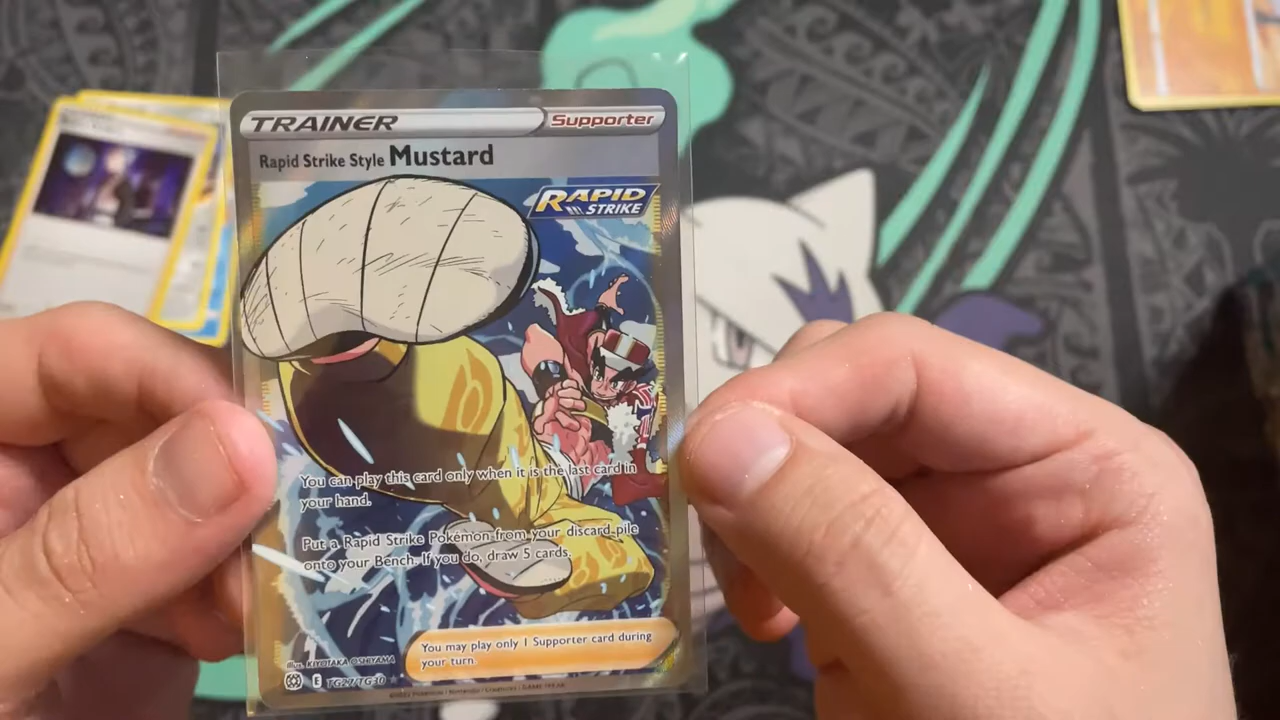 TRAINER
Supporter
Rapid Strike Style Mustard
RAPID
STRIKE
You can play this card only when it is the last card in
your hand.
Put a Rapid Strike Pokémon from your discard pile
onto your Bench. If you do, draw 5 cards.
You may play only 1 Supporter card during
your turn.
Illus. KIYOTAKA OSHIYAMA
E TG29/TG30